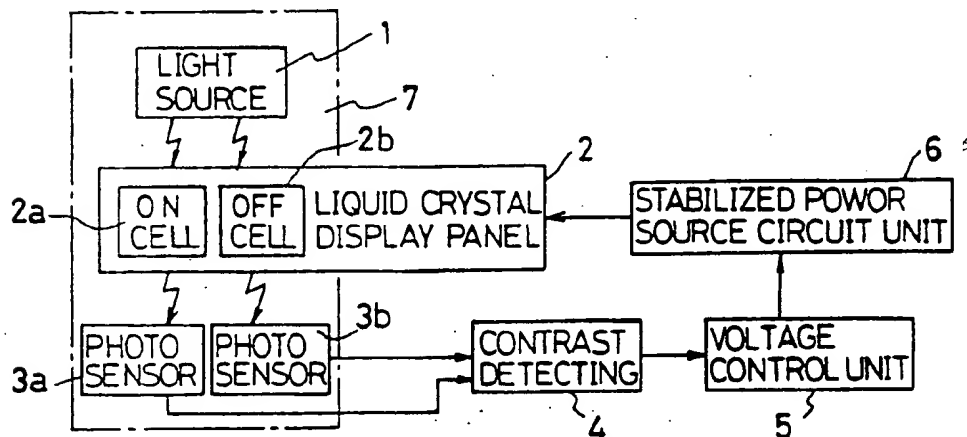 1
LIGHT
SOURCE
7
2b
2
6
2a
ON
CELL
OFF
CELL
LIQUID CRYSTAL
DISPLAY PANEL
STABILIZED POWOR
SOURCE CIRCUIT UNIT
3b
PHOTO
SENSOR
PHOTO
SENSOR
3a
CONTRAST
DETECTING
VOLTAGE
CONTROL UNIT
4
5